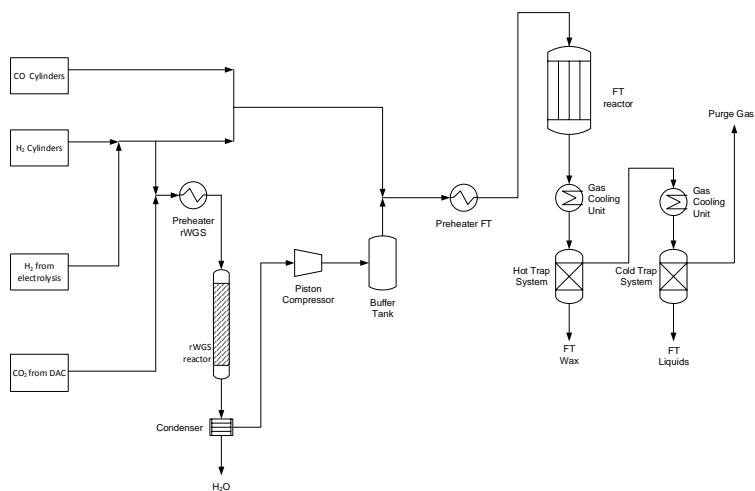 CO Cylinders
H₂ Cylinders
H₂ from
electrolysis
CO₂ from DAC
Preheater
rWGS
rWGS
reactor
Condenser
H₂O
Piston
Compressor
Buffer
Tank
Preheater FT
FT
reactor
Gas
Cooling
Unit
Hot Trap
System
FT
Wax
Gas
Cooling
Unit
Cold Trap
System
FT
Liquids
Purge Gas